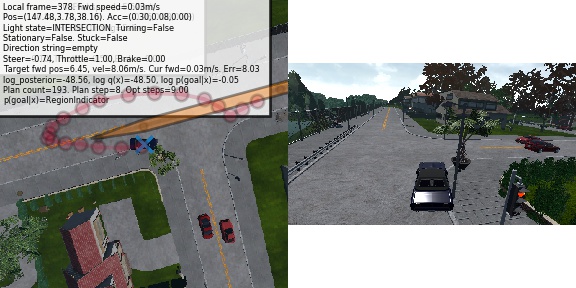 Local frame=378. Fwd speed=0.03m/s
Pos=(147.48,3.78,38.16). Acc=(0.30,0.08,0.00)
Light state=INTERSECTION. Turning=False
Stationary=False. Stuck=False
Direction string=empty
Steer=-0.74, Throttle=1.00, Brake=0.00
Target fwd pos=6.45, vel=8.06m/s. Cur fwd=0.03m/s. Err=8.03
log_posterior=-48.56, log q(x)=-48.50, log p(goal|x)=-0.05
Plan count=193. Plan step=8. Opt steps=9.00
p(goal|x)=RegionIndicator